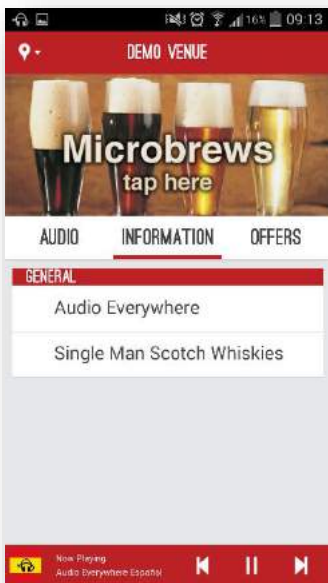 16% 09:13
DEMO VENUE
Microbrews
tap here
AUDIO INFORMATION OFFERS
GENERAL
Audio Everywhere
Single Man Scotch Whiskies
Now Playing
Audio Everywhere Español